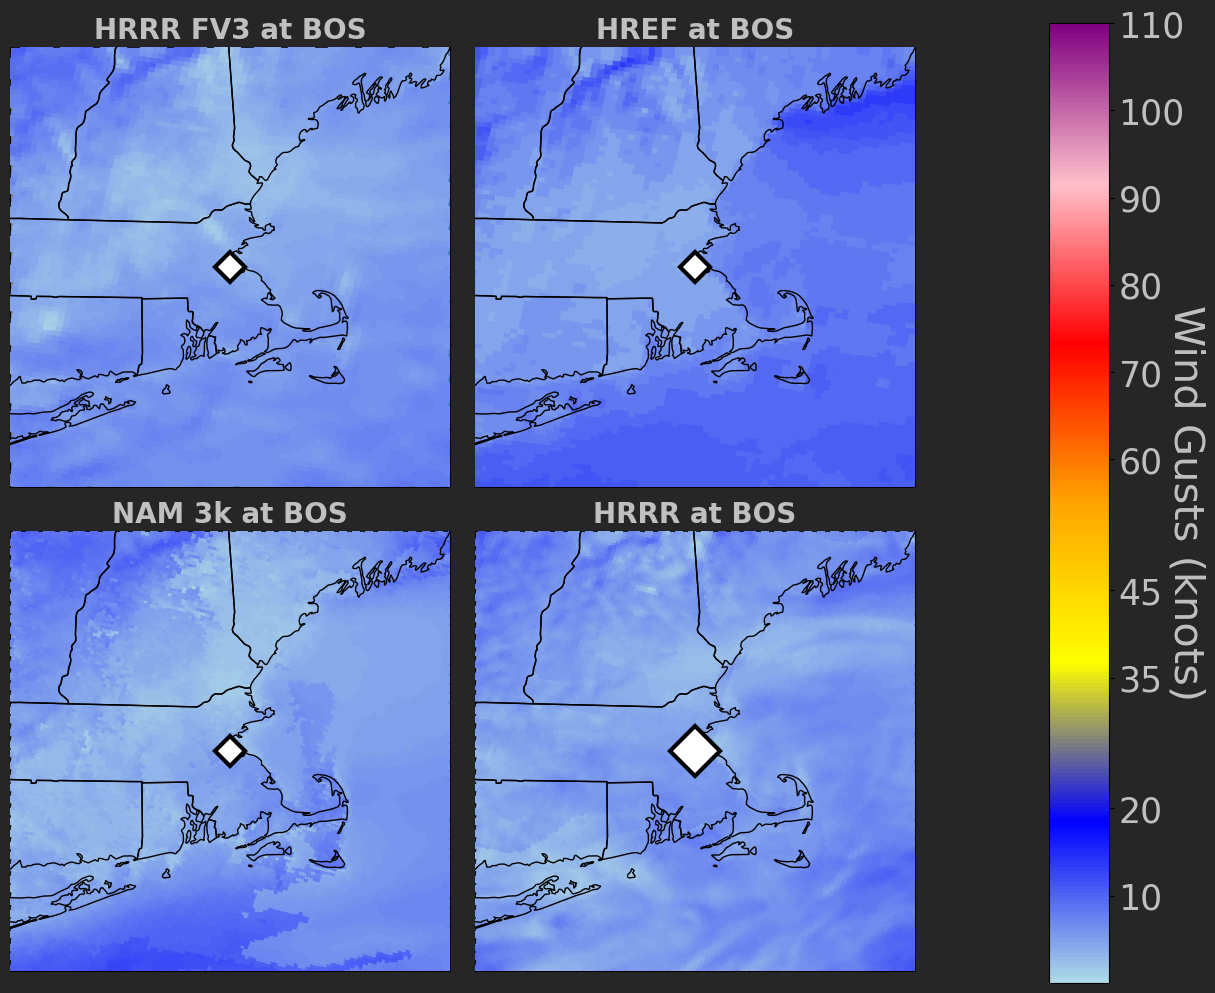 HRRR FV3 at BOS
HREF at BOS
NAM 3k at BOS
HRRR at BOS
110
100
90
80
70
60
45
35
20
10
Wind Gusts (knots)